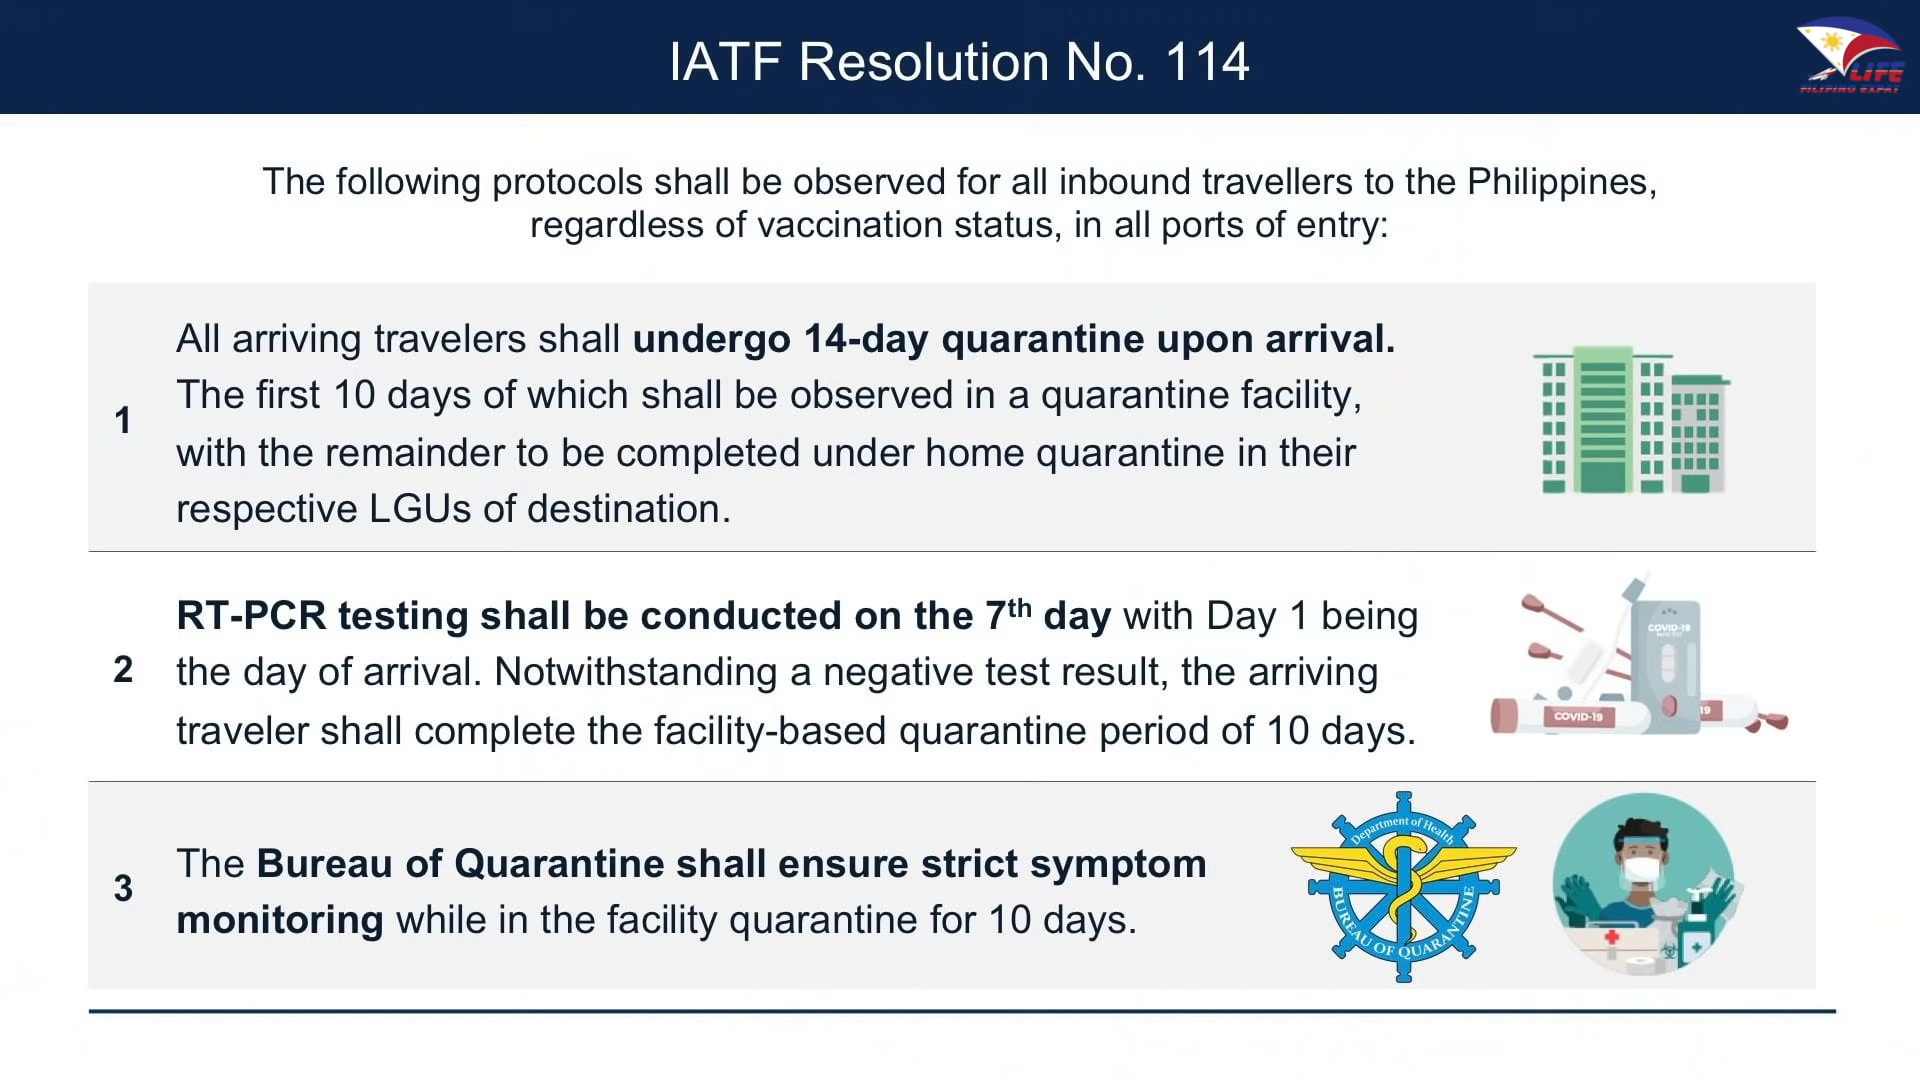 IATF Resolution No. 114
LIFE
FILIPINO EXPAT
The following protocols shall be observed for all inbound travellers to the Philippines,
regardless of vaccination status, in all ports of entry:
1
All arriving travelers shall undergo 14-day quarantine upon arrival.
The first 10 days of which shall be observed in a quarantine facility,
with the remainder to be completed under home quarantine in their
respective LGUs of destination.
2
RT-PCR testing shall be conducted on the 7th day with Day 1 being
the day of arrival. Notwithstanding a negative test result, the arriving
traveler shall complete the facility-based quarantine period of 10 days.
COVID-19
COVID-19
19
3
The Bureau of Quarantine shall ensure strict symptom
monitoring while in the facility quarantine for 10 days.
Department of Health
BUREAU OF QUARANTINE